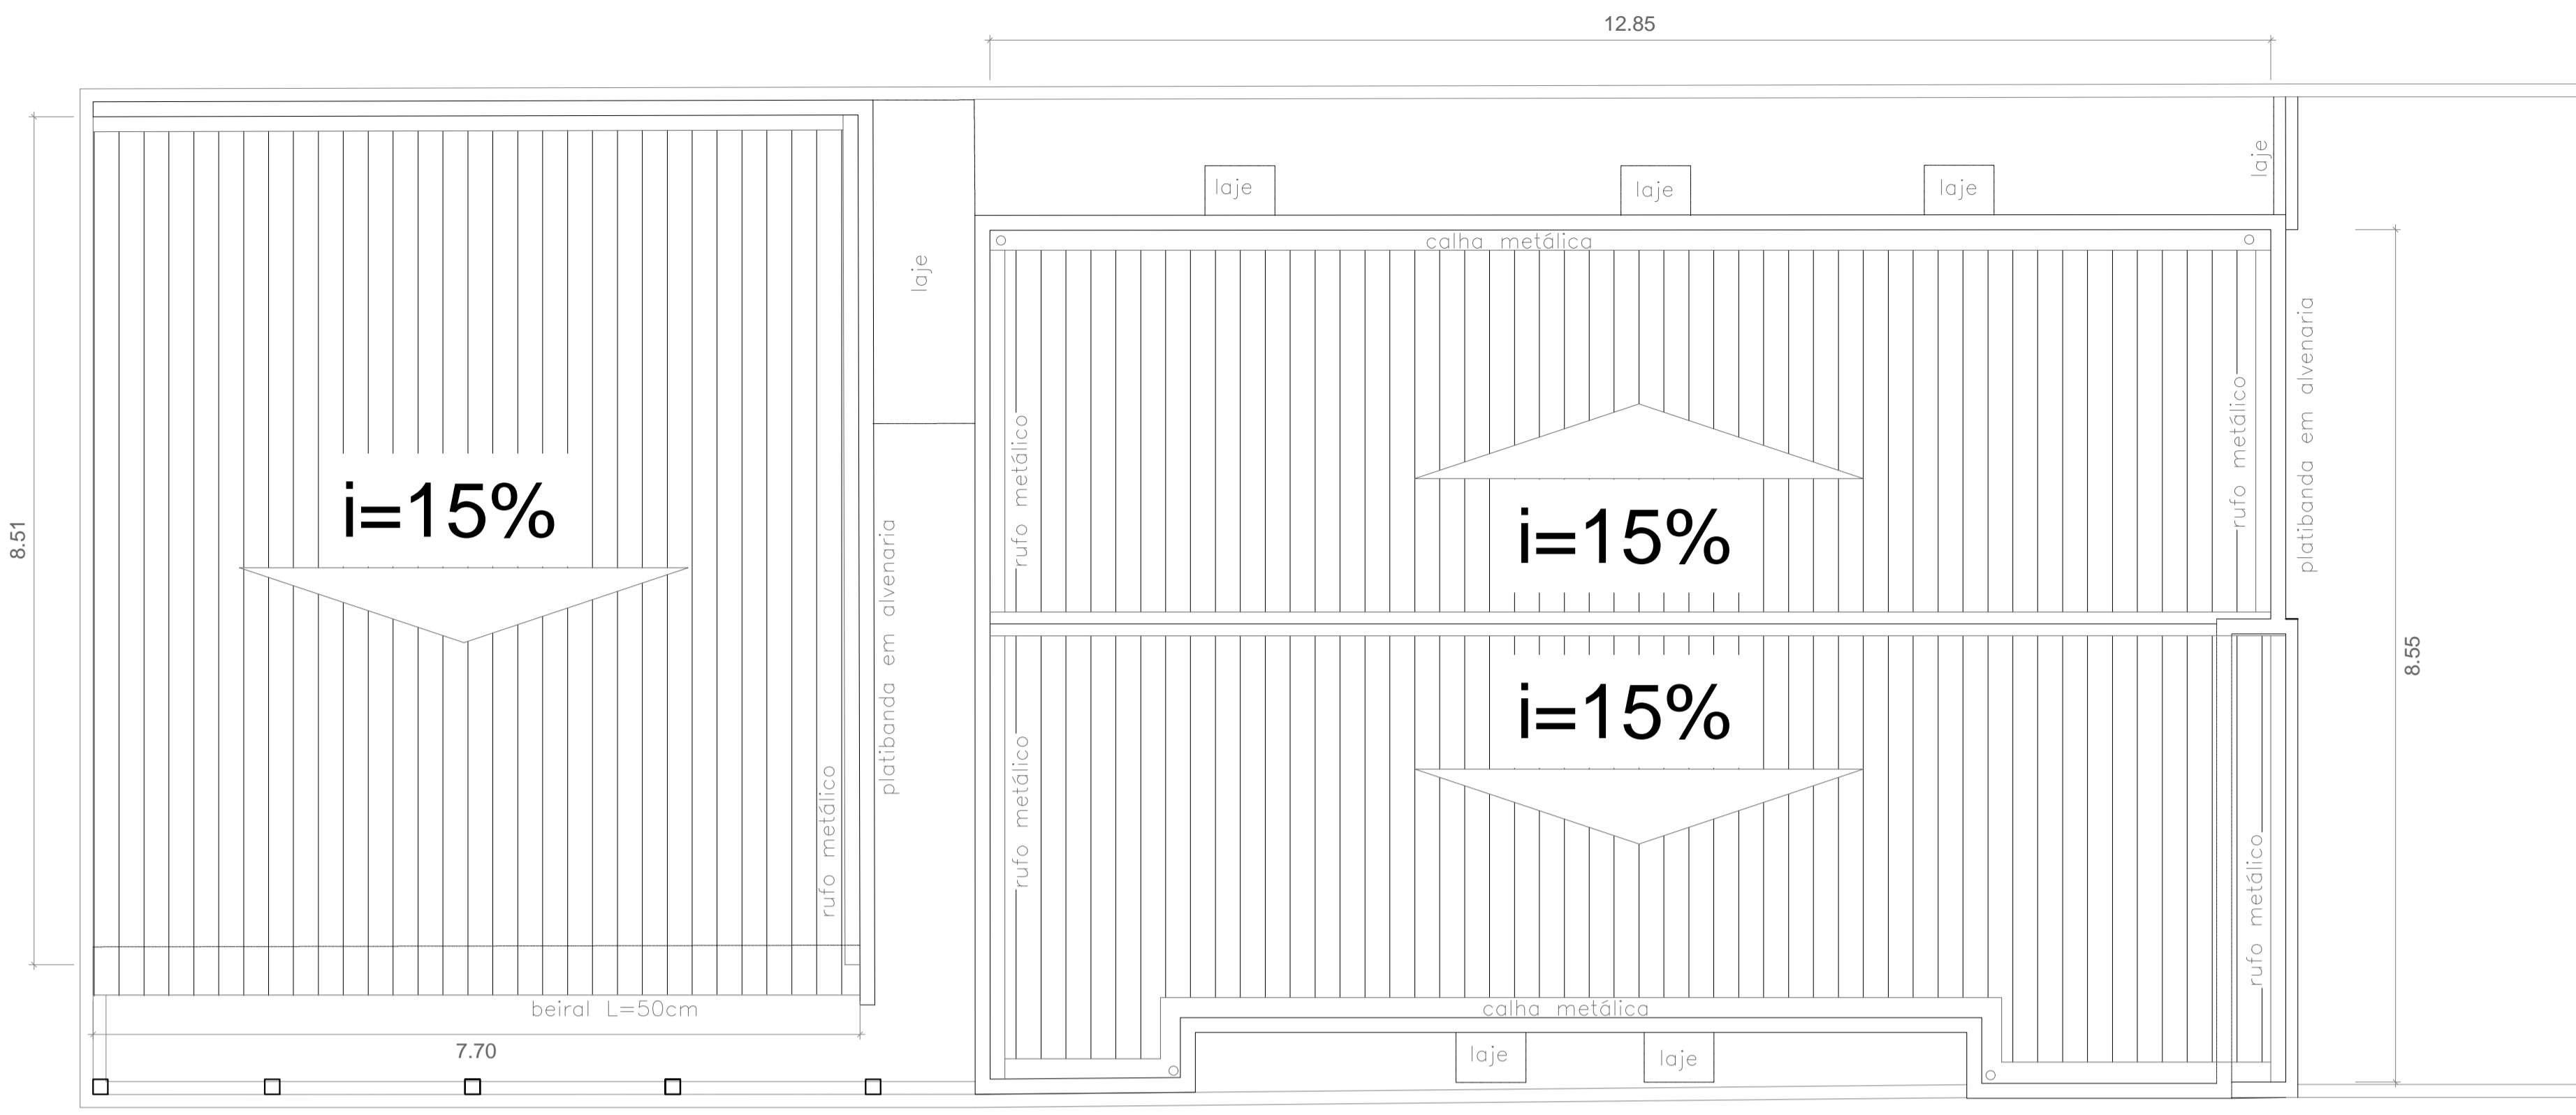 12.85
laje
laje
laje
laje
calha metálica
laje
rufo metálico
rufo metálico
platibanda em alvenaria
i=15%
i=15%
8.51
platibanda em alvenaria
8.55
i=15%
rufo metálico
rufo metálico
rufo metálico
beiral L=50cm
calha metálica
7.70
laje
laje